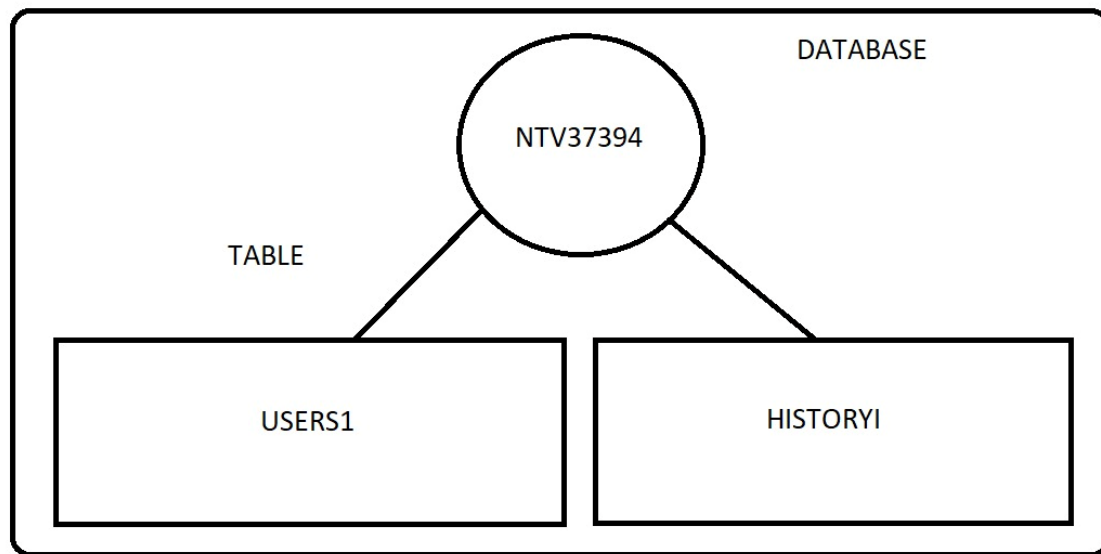 DATABASE
NTV37394
TABLE
USERS1
HISTORYI